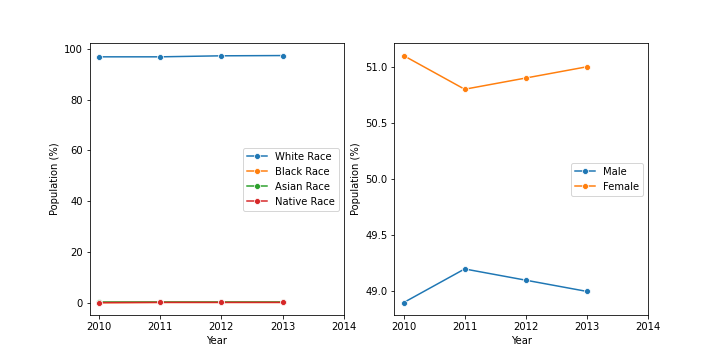 100
80
60
40
20
0
Population (%)
2010 2011 2012 2013 2014
Year
White Race
Black Race
Asian Race
Native Race
51.0
50.5
50.0
49.5
49.0
Population (%)
2010 2011 2012 2013 2014
Year
Male
Female